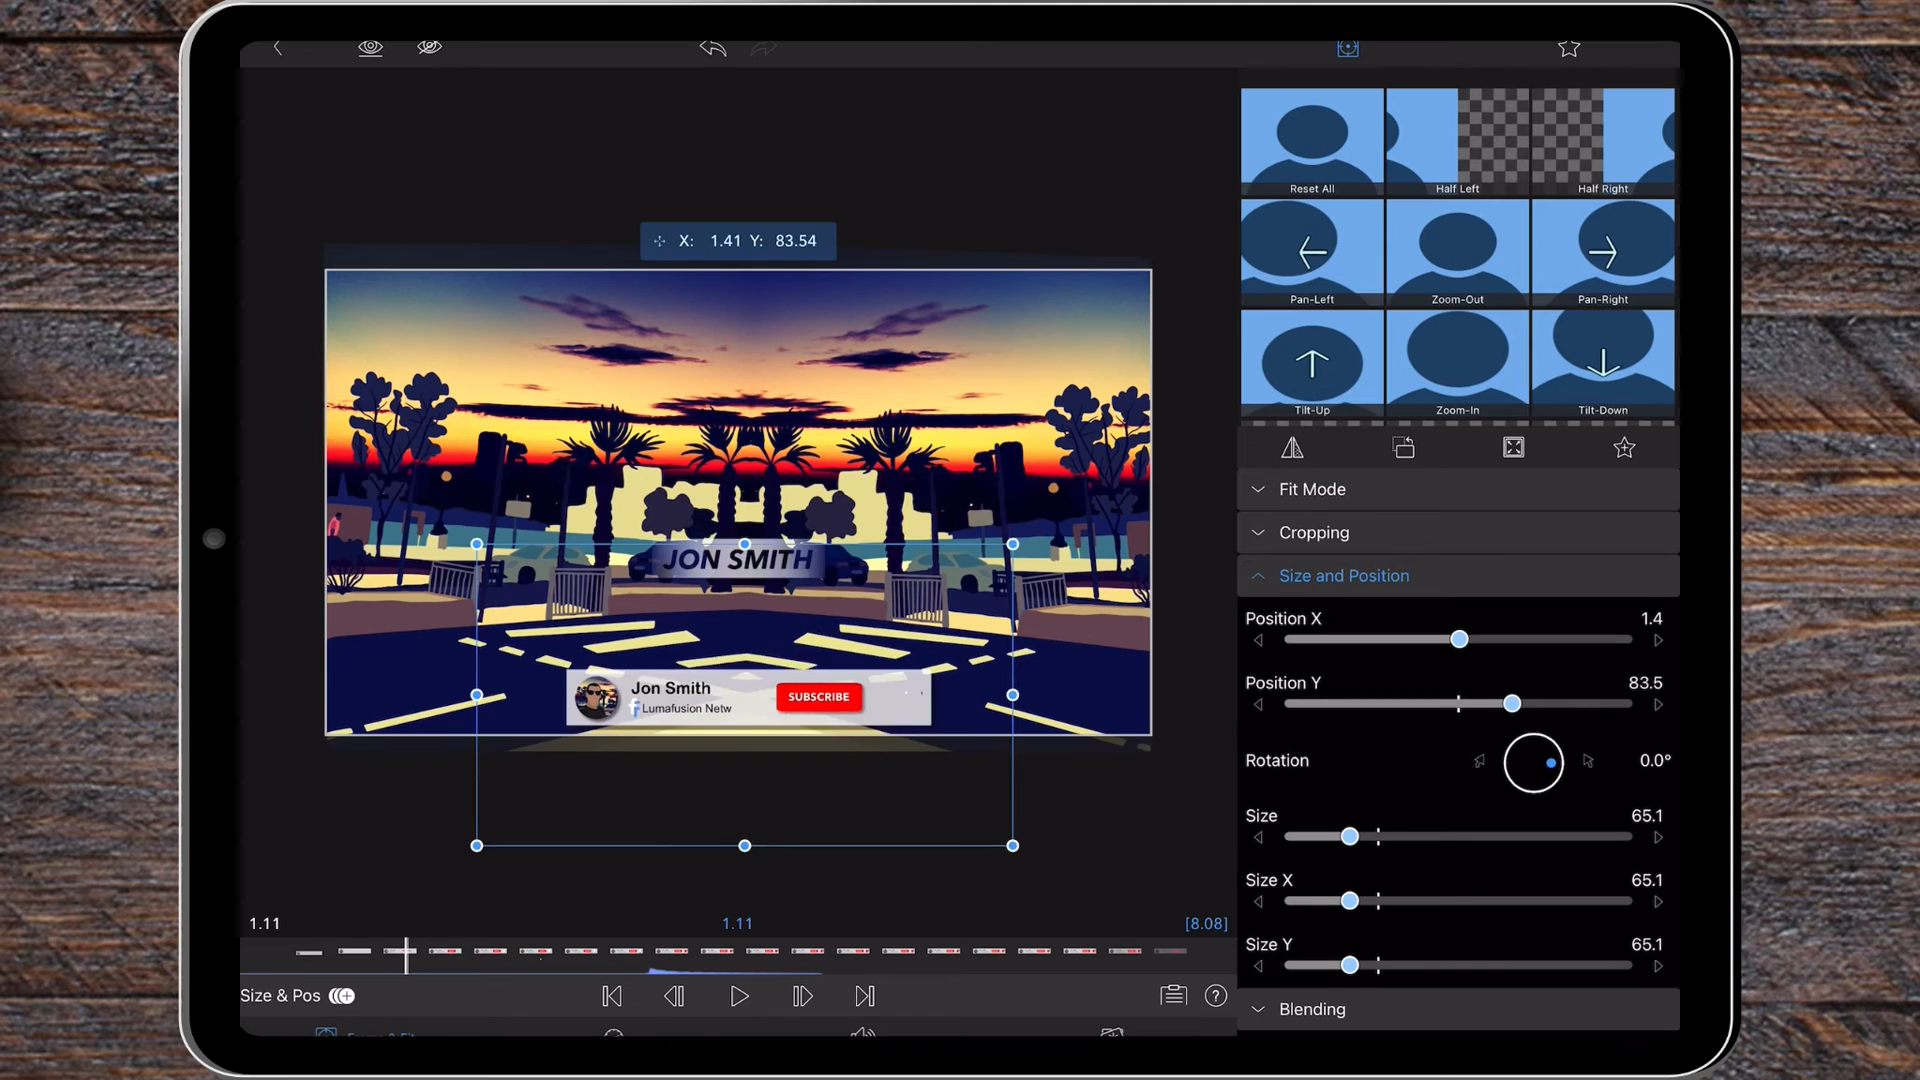 Reset All
Half Left
Half Right
X: 1.41 Y: 83.54
Pan-Left
Zoom-Out
Pan-Right
Tilt-Up
Zoom-In
Tilt-Down
Fit Mode
Cropping
Size and Position
JON SMITH
Position X 1.4
Position Y 83.5
Jon Smith
SUBSCRIBE
Lumafusion Netw
Rotation 0.0°
Size 65.1
Size X 65.1
1.11
1.11
[8.08]
Size Y 65.1
Size & Pos
Blending